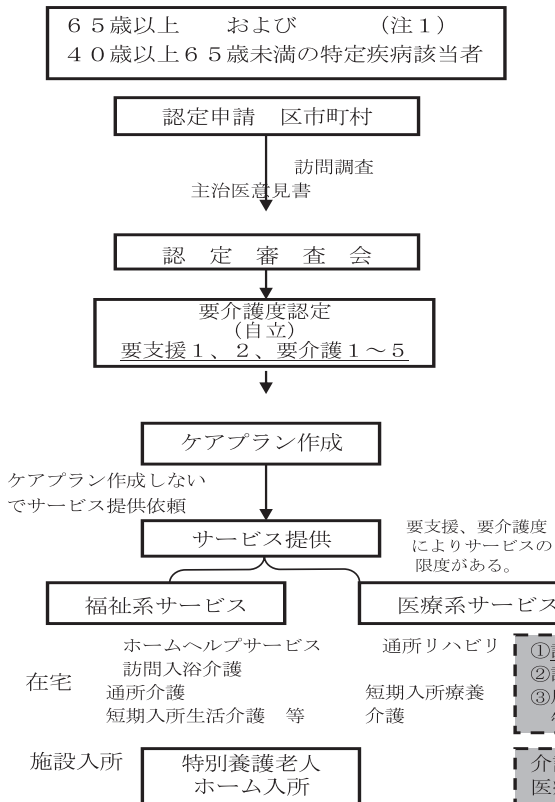 65歳以上　および　（注1）
40歳以上65歳未満の特定疾病該当者
認定申請　区市町村
訪問調査
主治医意見書
認　定　審　査　会
要介護度認定
（自立）
要支援1、2、要介護1～5
ケアプラン作成
ケアプラン作成しない
でサービス提供依頼
サービス提供
要支援、要介護度
によりサービスの
限度がある。
福祉系サービス
医療系サービス
在宅
ホームヘルプサービス
訪問入浴介護
通所介護
短期入所生活介護　等
通所リハビリ
短期入所療養
介護
①
②
③
施設入所
特別養護老人
ホーム入所
介
医